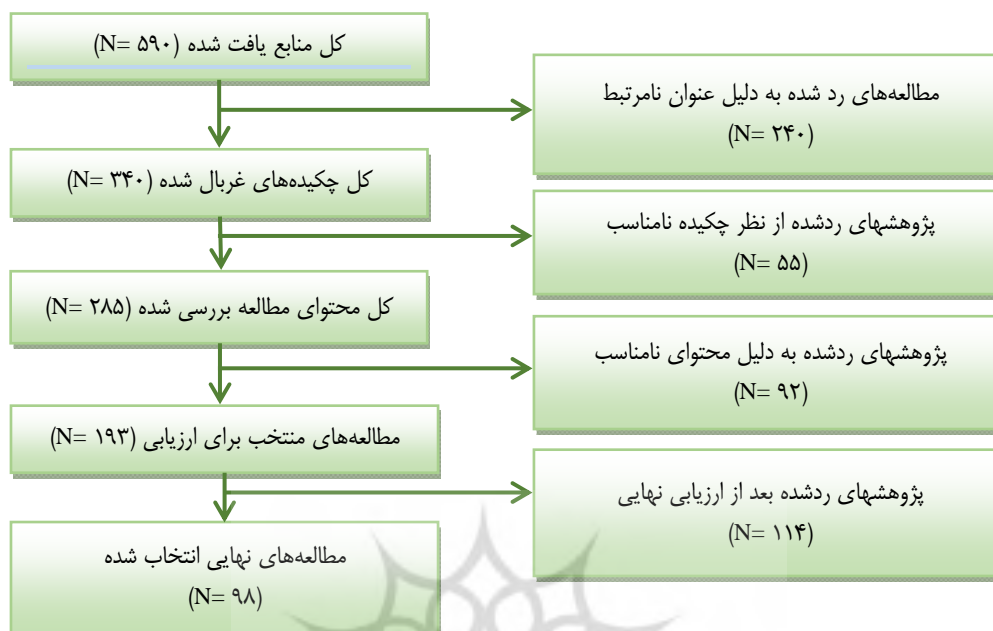 کل منابع یافت شده (N= ۵۹۰)
مطالعه‌های رد شده به دلیل عنوان نامرتبط
(N= ۲۴۰)
کل چکیده‌های غربال شده (N= ۳۴۰)
پژوهشهای ردشده از نظر چکیده نامناسب
(N= ۵۵)
کل محتوای مطالعه بررسی شده (N= ۲۸۵)
پژوهشهای ردشده به دلیل محتوای نامناسب
(N= ۹۲)
مطالعه‌های منتخب برای ارزیابی (N= ۱۹۳)
پژوهشهای ردشده بعد از ارزیابی نهایی
(N= ۱۱۴)
مطالعه‌های نهایی انتخاب شده
(N= ۹۸)